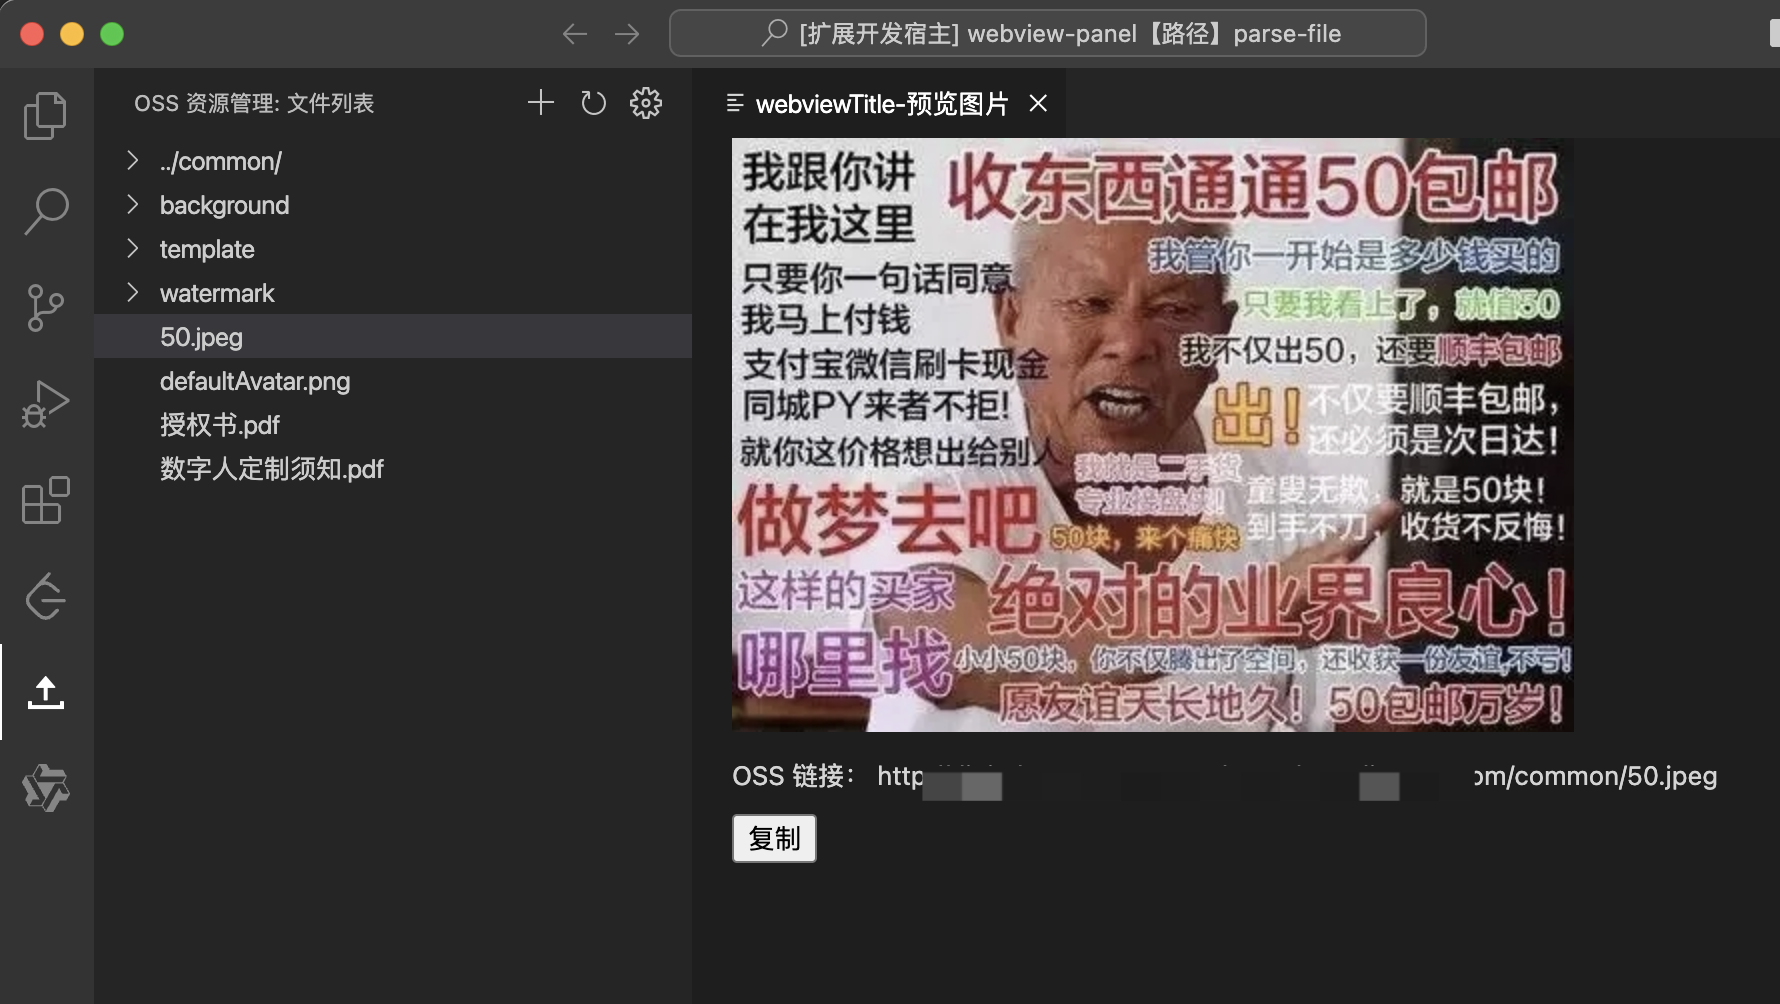 [扩展开发宿主] webview-panel【路径】parse-file
OSS 资源管理: 文件列表
../common/
background
template
watermark
50.jpeg
defaultAvatar.png
授权书.pdf
数字人定制须知.pdf
webviewTitle-预览图片
我跟你讲
在我这里
只要你一句话同意
我马上付钱
支付宝微信刷卡现金
同城PY来者不拒!
就你这价格想出给别人
做梦去吧
这样的买家
哪里找
收东西通通50包邮
我管你一开始是多少钱买的
只要我看上了，就值50
我不仅出50，还要顺丰包邮
出!
不仅要顺丰包邮，
还必须是次日达!
我就是二手货
专业接盘侠!
童叟无欺，就是50块!
到手不刀，收货不反悔!
50块，来个痛快
绝对的业界良心!
小小50块，你不仅腾出了空间，还收获一份友谊,不亏!
愿友谊天长地久! 50包邮万岁!
OSS 链接： http om/common/50.jpeg
复制